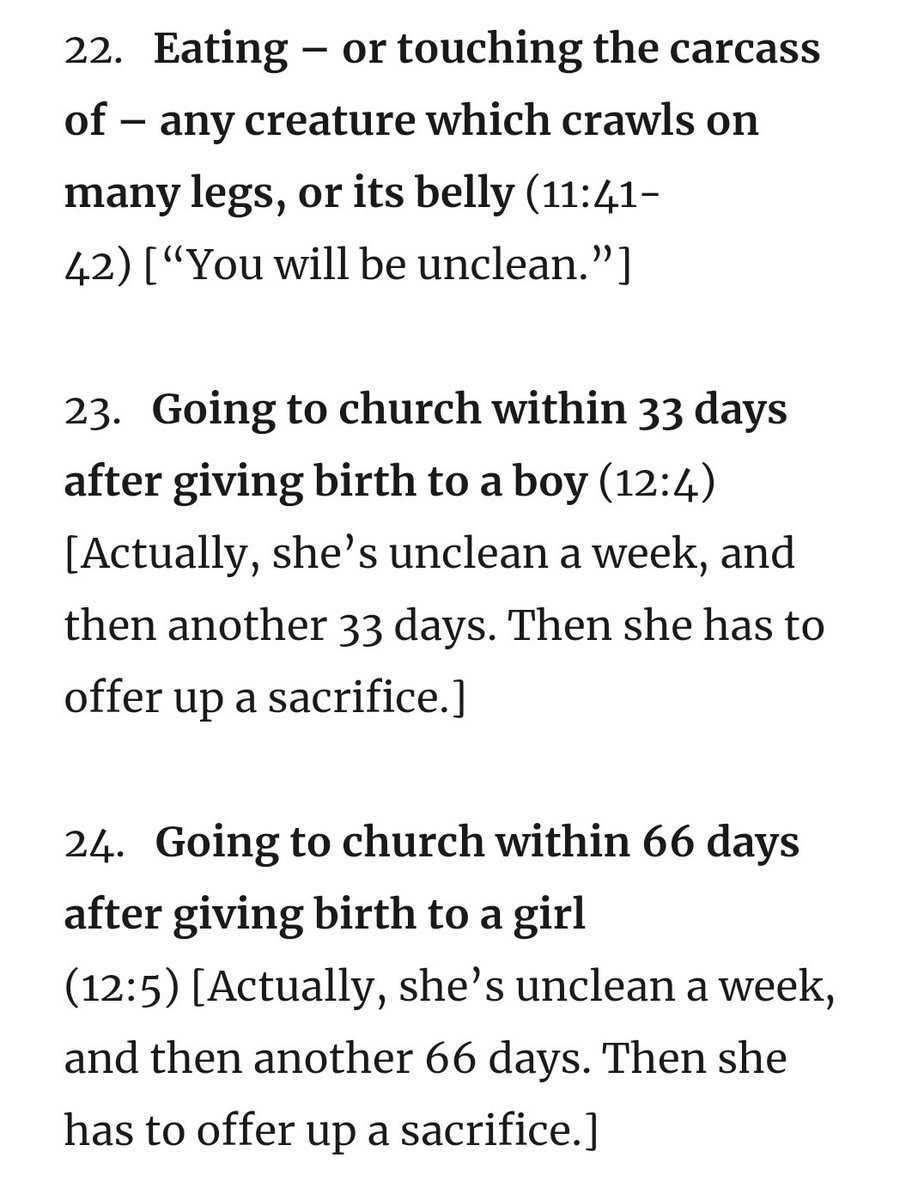 22. Eating – or touching the carcass
of – any creature which crawls on
many legs, or its belly (11:41-
42) [“You will be unclean.”]
23. Going to church within 33 days
after giving birth to a boy (12:4)
[Actually, she’s unclean a week, and
then another 33 days. Then she has to
offer up a sacrifice.]
24. Going to church within 66 days
after giving birth to a girl
(12:5) [Actually, she’s unclean a week,
and then another 66 days. Then she
has to offer up a sacrifice.]